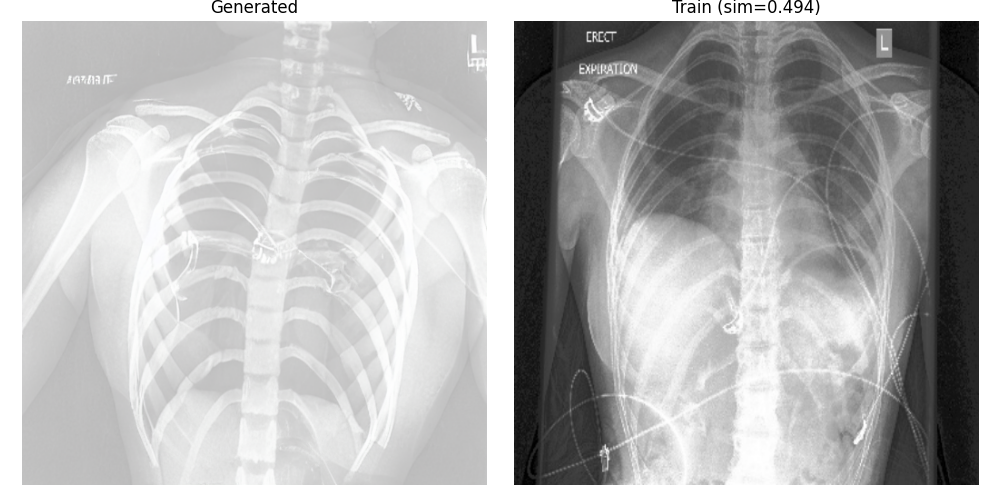 Generated
Train (sim=0.494)
L
ERECT
L
EXPIRATION